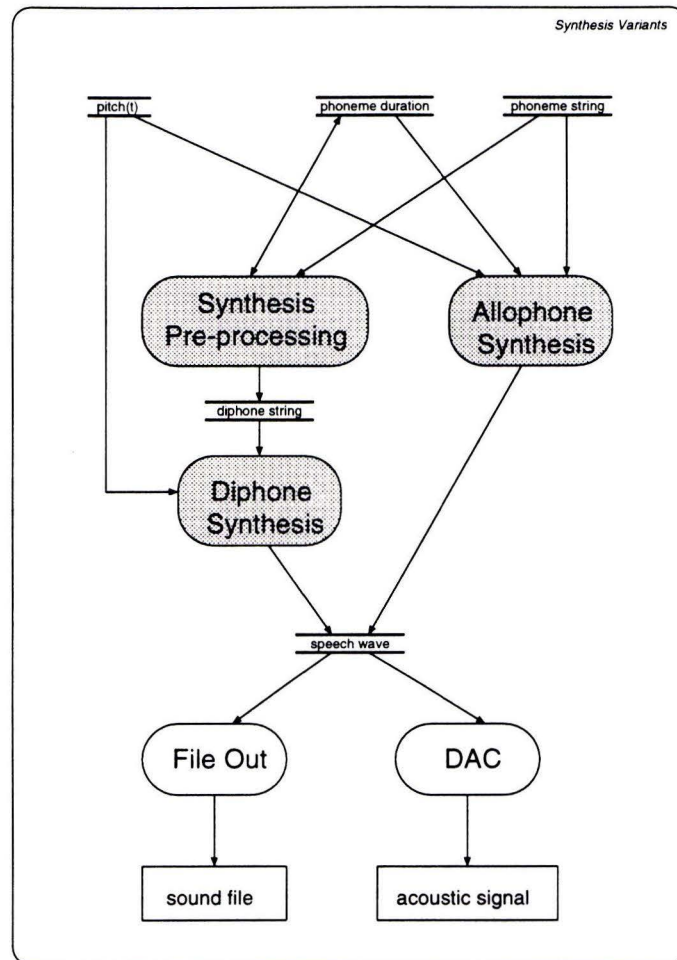 Synthesis Variants
pitch(t)
phoneme duration
phoneme string
Synthesis
Pre-processing
Allophone
Synthesis
diphone string
Diphone
Synthesis
speech wave
File Out
DAC
sound file
acoustic signal